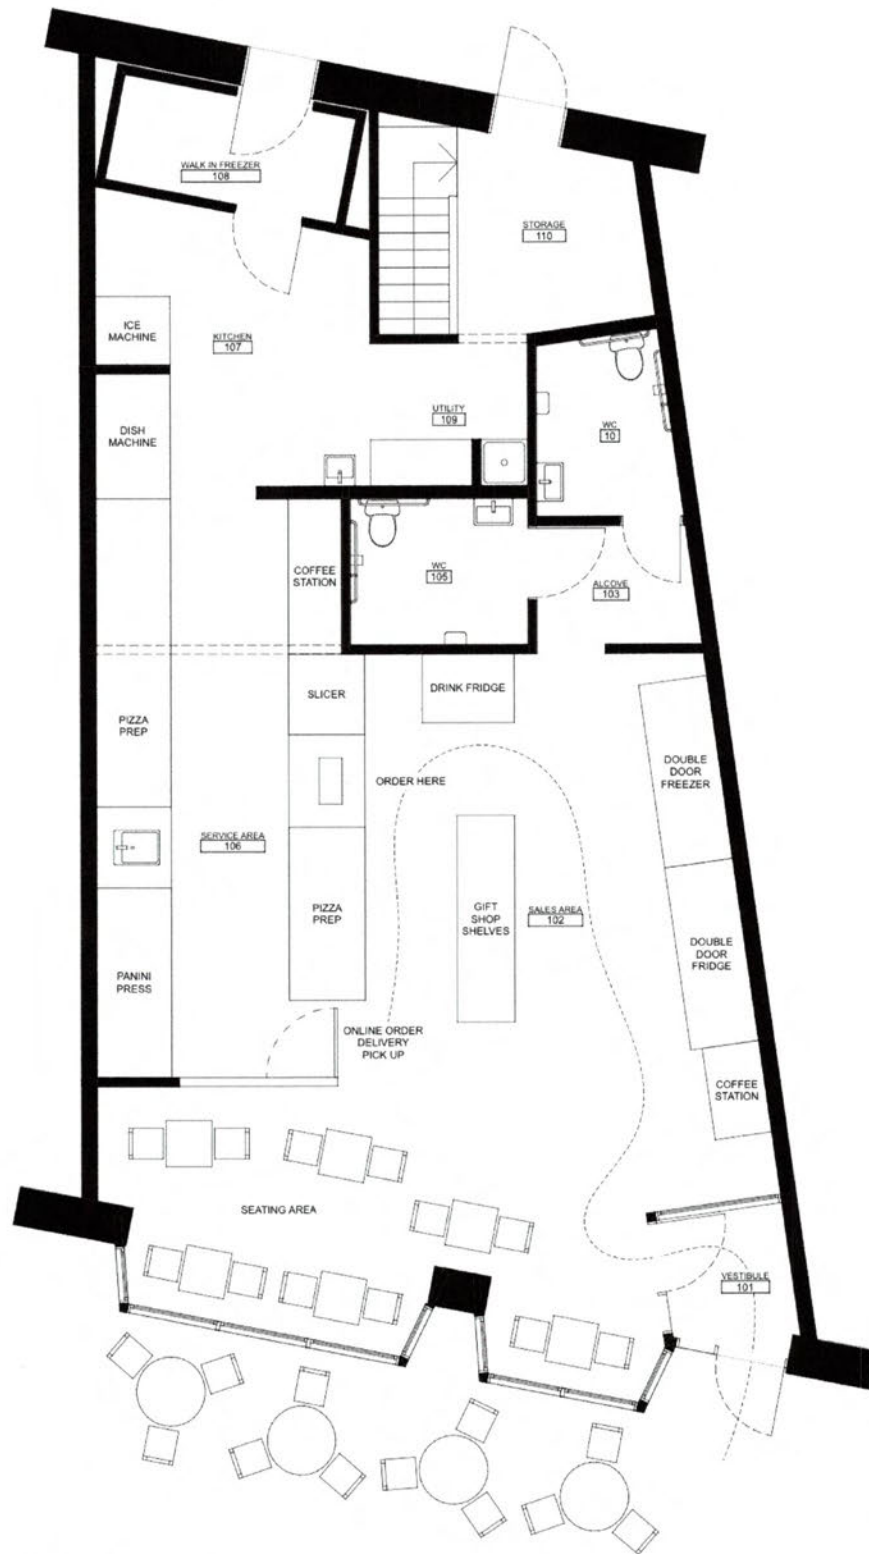 WALK IN FREEZER
108
STORAGE
110
ICE
MACHINE
KITCHEN
107
DISH
MACHINE
UTILITY
109
WC
10
COFFEE
STATION
WC
105
ALCOVE
103
SLICER
DRINK FRIDGE
PIZZA
PREP
ORDER HERE
DOUBLE
DOOR
FREEZER
SERVICE AREA
106
PIZZA
PREP
GIFT
SHOP
SHELVES
SALES AREA
102
DOUBLE
DOOR
FRIDGE
PANINI
PRESS
ONLINE ORDER
DELIVERY
PICK UP
COFFEE
STATION
SEATING AREA
VESTIBULE
101